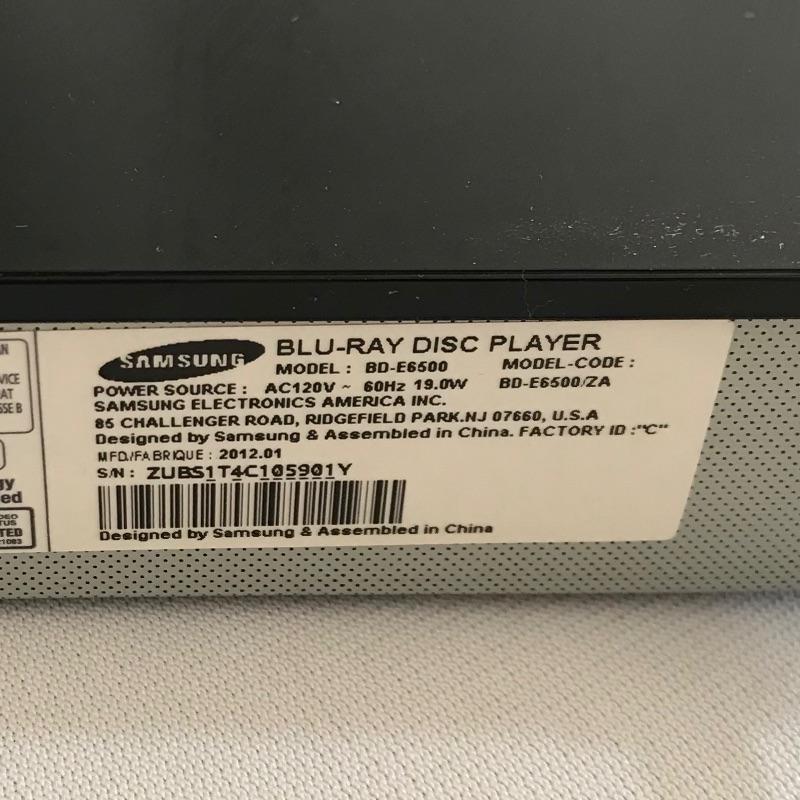 SAMSUNG
BLU-RAY DISC PLAYER
MODEL : BD-E6500 MODEL-CODE :
POWER SOURCE : AC120V ~ 60Hz 19.0W BD-E6500/ZA
SAMSUNG ELECTRONICS AMERICA INC.
85 CHALLENGER ROAD, RIDGEFIELD PARK.NJ 07660, U.S.A
Designed by Samsung & Assembled in China. FACTORY ID :"C"
MFD./FABRIQUE : 2012.01
S/N : ZUBS1T4C105901Y
Designed by Samsung & Assembled in China